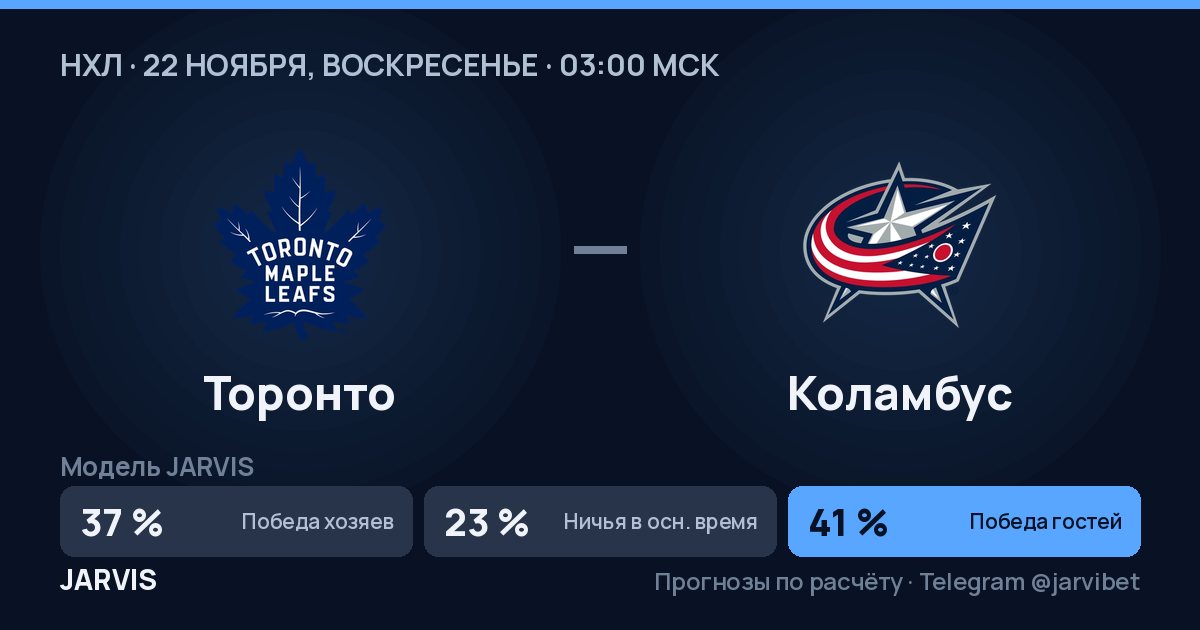 НХЛ · 22 НОЯБРЯ, ВОСКРЕСЕНЬЕ · 03:00 МСК
TORONTO
MAPLE
LEAFS
—
Торонто
Коламбус
Модель JARVIS
37 % Победа хозяев
23 % Ничья в осн. время
41 % Победа гостей
JARVIS
Прогнозы по расчёту · Telegram @jarvibet